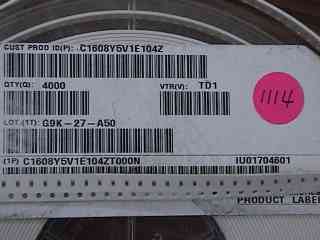 CUST PROD ID(P): C1608Y5V1E104Z
QTY(Q): 4000
VTR(V): TD1
1114
LOT.(1T): G9K-27-A50
(1P) C1608Y5V1E104ZT000N IU01704601
PRODUCT LABEL